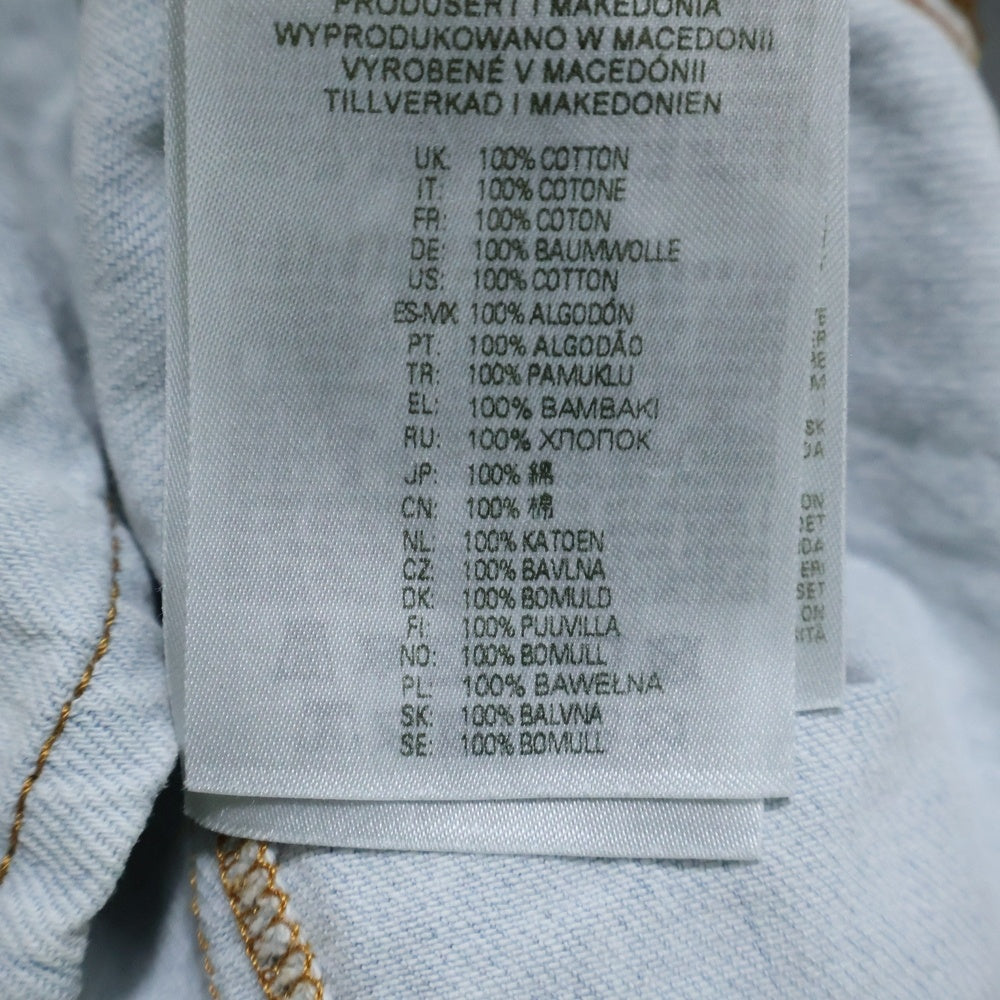 PRODUSERT I MAKEDONIA
WYPRODUKOWANO W MACEDONII
VYROBENÉ V MACEDÓNII
TILLVERKAD I MAKEDONIEN
UK: 100% COTTON
IT: 100% COTONE
FR: 100% COTON
DE: 100% BAUMWOLLE
US: 100% COTTON
ES-MX 100% ALGODÓN
PT: 100% ALGODÃO
TR: 100% PAMUKLU
EL: 100% ΒΑΜΒΑΚΙ
RU: 100% ХЛОПОК
JP: 100% 綿
CN: 100% 棉
NL: 100% KATOEN
CZ: 100% BAVLNA
DK: 100% BOMULD
FI: 100% PUUVILLA
NO: 100% BOMULL
PL: 100% BAWEŁNA
SK: 100% BALVNA
SE: 100% BOMULL